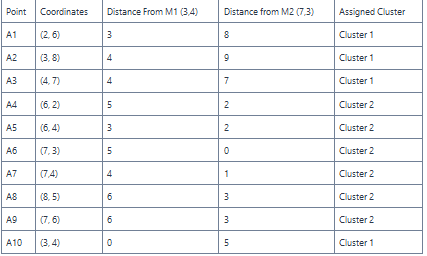 Point Coordinates Distance From M1 (3,4) Distance from M2 (7,3) Assigned Cluster
A1 (2, 6) 3 8 Cluster 1
A2 (3, 8) 4 9 Cluster 1
A3 (4, 7) 4 7 Cluster 1
A4 (6, 2) 5 2 Cluster 2
A5 (6, 4) 3 2 Cluster 2
A6 (7, 3) 5 0 Cluster 2
A7 (7,4) 4 1 Cluster 2
A8 (8, 5) 6 3 Cluster 2
A9 (7, 6) 6 3 Cluster 2
A10 (3, 4) 0 5 Cluster 1